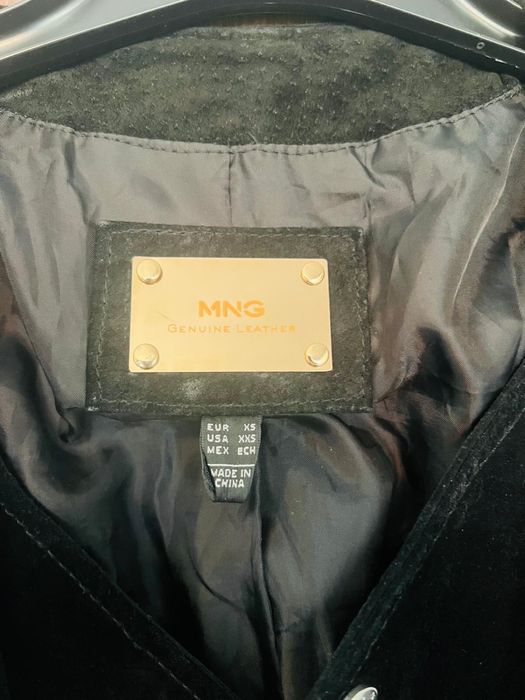 MNG
GENUINE LEATHER
EUR XS
USA XXS
MEX ECH
MADE IN
CHINA